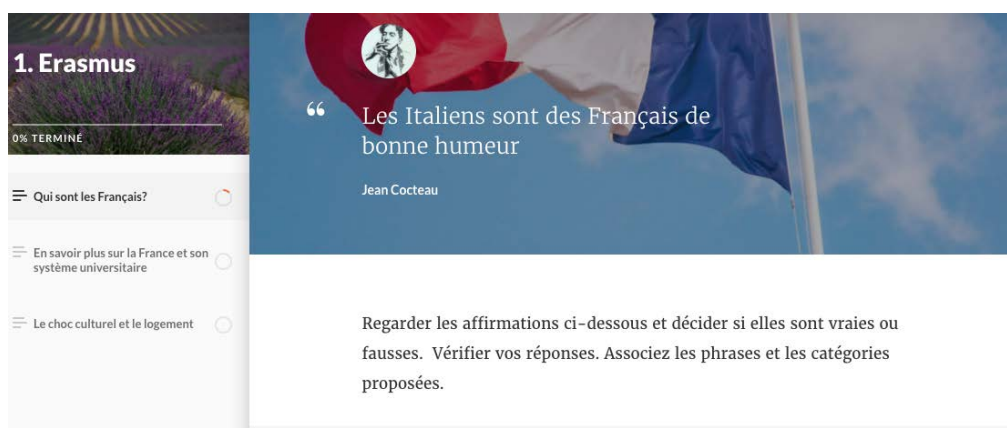 1. Erasmus
0% TERMINÉ
Qui sont les Français?
En savoir plus sur la France et son
système universitaire
Le choc culturel et le logement
“
Les Italiens sont des Français de
bonne humeur
Jean Cocteau
Regarder les affirmations ci-dessous et décider si elles sont vraies ou
fausses.  Vérifier vos réponses. Associez les phrases et les catégories
proposées.